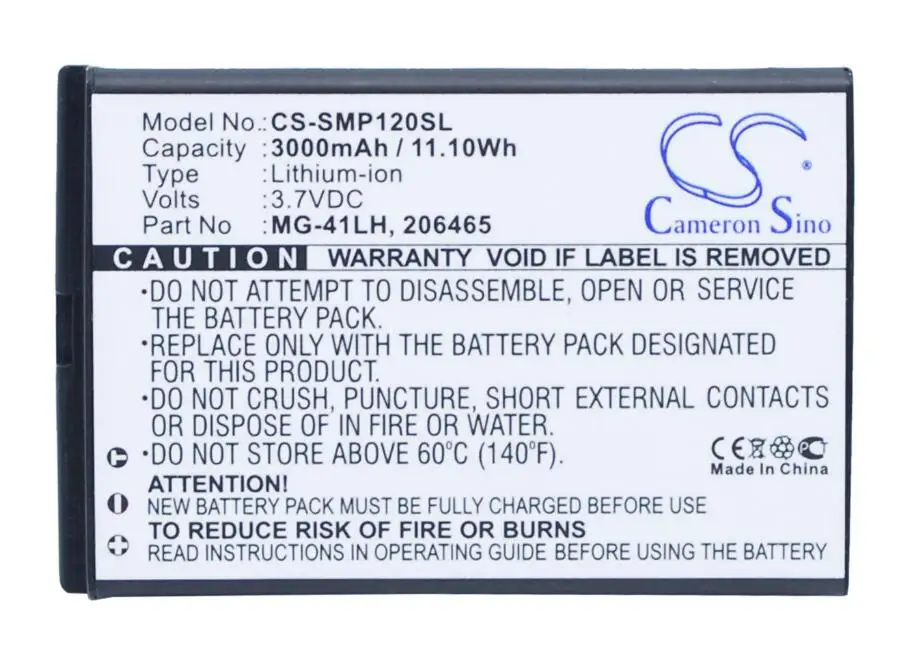 Model No.: CS-SMP120SL
Capacity : 3000mAh / 11.10Wh
Type : Lithium-ion
Volts : 3.7VDC
Part No. : MG-41LH, 206465
CS ®
Cameron Sino
CAUTION WARRANTY VOID IF LABEL IS REMOVED
·DO NOT ATTEMPT TO DISASSEMBLE, OPEN OR SERVICE
THE BATTERY PACK.
·REPLACE ONLY WITH THE BATTERY PACK DESIGNATED
FOR THIS PRODUCT.
·DO NOT CRUSH, PUNCTURE, SHORT EXTERNAL CONTACTS
OR DISPOSE OF IN FIRE OR WATER.
·DO NOT STORE ABOVE 60°C (140°F).
CE
Made In China
ATTENTION!
NEW BATTERY PACK MUST BE FULLY CHARGED BEFORE USE
TO REDUCE RISK OF FIRE OR BURNS
READ INSTRUCTIONS IN OPERATING GUIDE BEFORE USING THE BATTERY